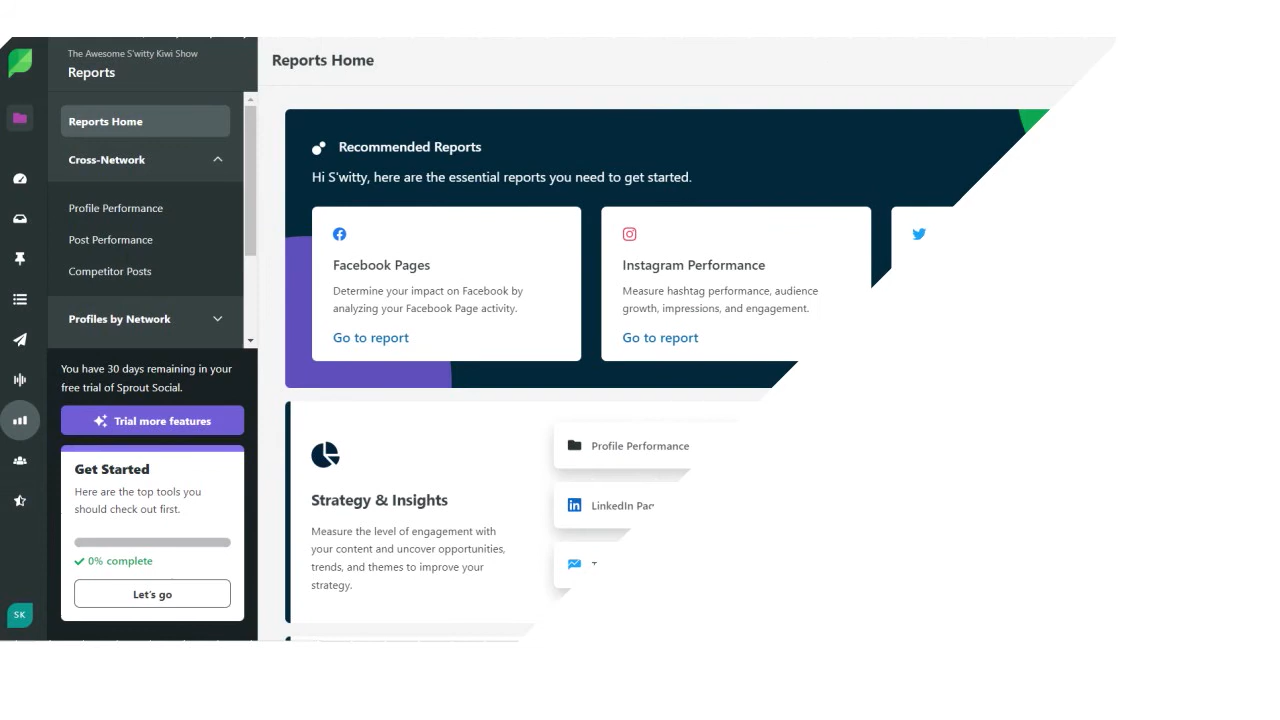 The Awesome S'witty Kiwi Show
Reports
Reports Home
Cross-Network
Profile Performance
Post Performance
Competitor Posts
Profiles by Network
You have 30 days remaining in your
free trial of Sprout Social.
Trial more features
Get Started
Here are the top tools you
should check out first.
0% complete
Let's go
SK
Reports Home
Recommended Reports
Hi S'witty, here are the essential reports you need to get started.
Facebook Pages
Determine your impact on Facebook by
analyzing your Facebook Page activity.
Go to report
Instagram Performance
Measure hashtag performance, audience
growth, impressions, and engagement.
Go to report
Strategy & Insights
Measure the level of engagement with
your content and uncover opportunities,
trends, and themes to improve your
strategy.
Profile Performance
LinkedIn